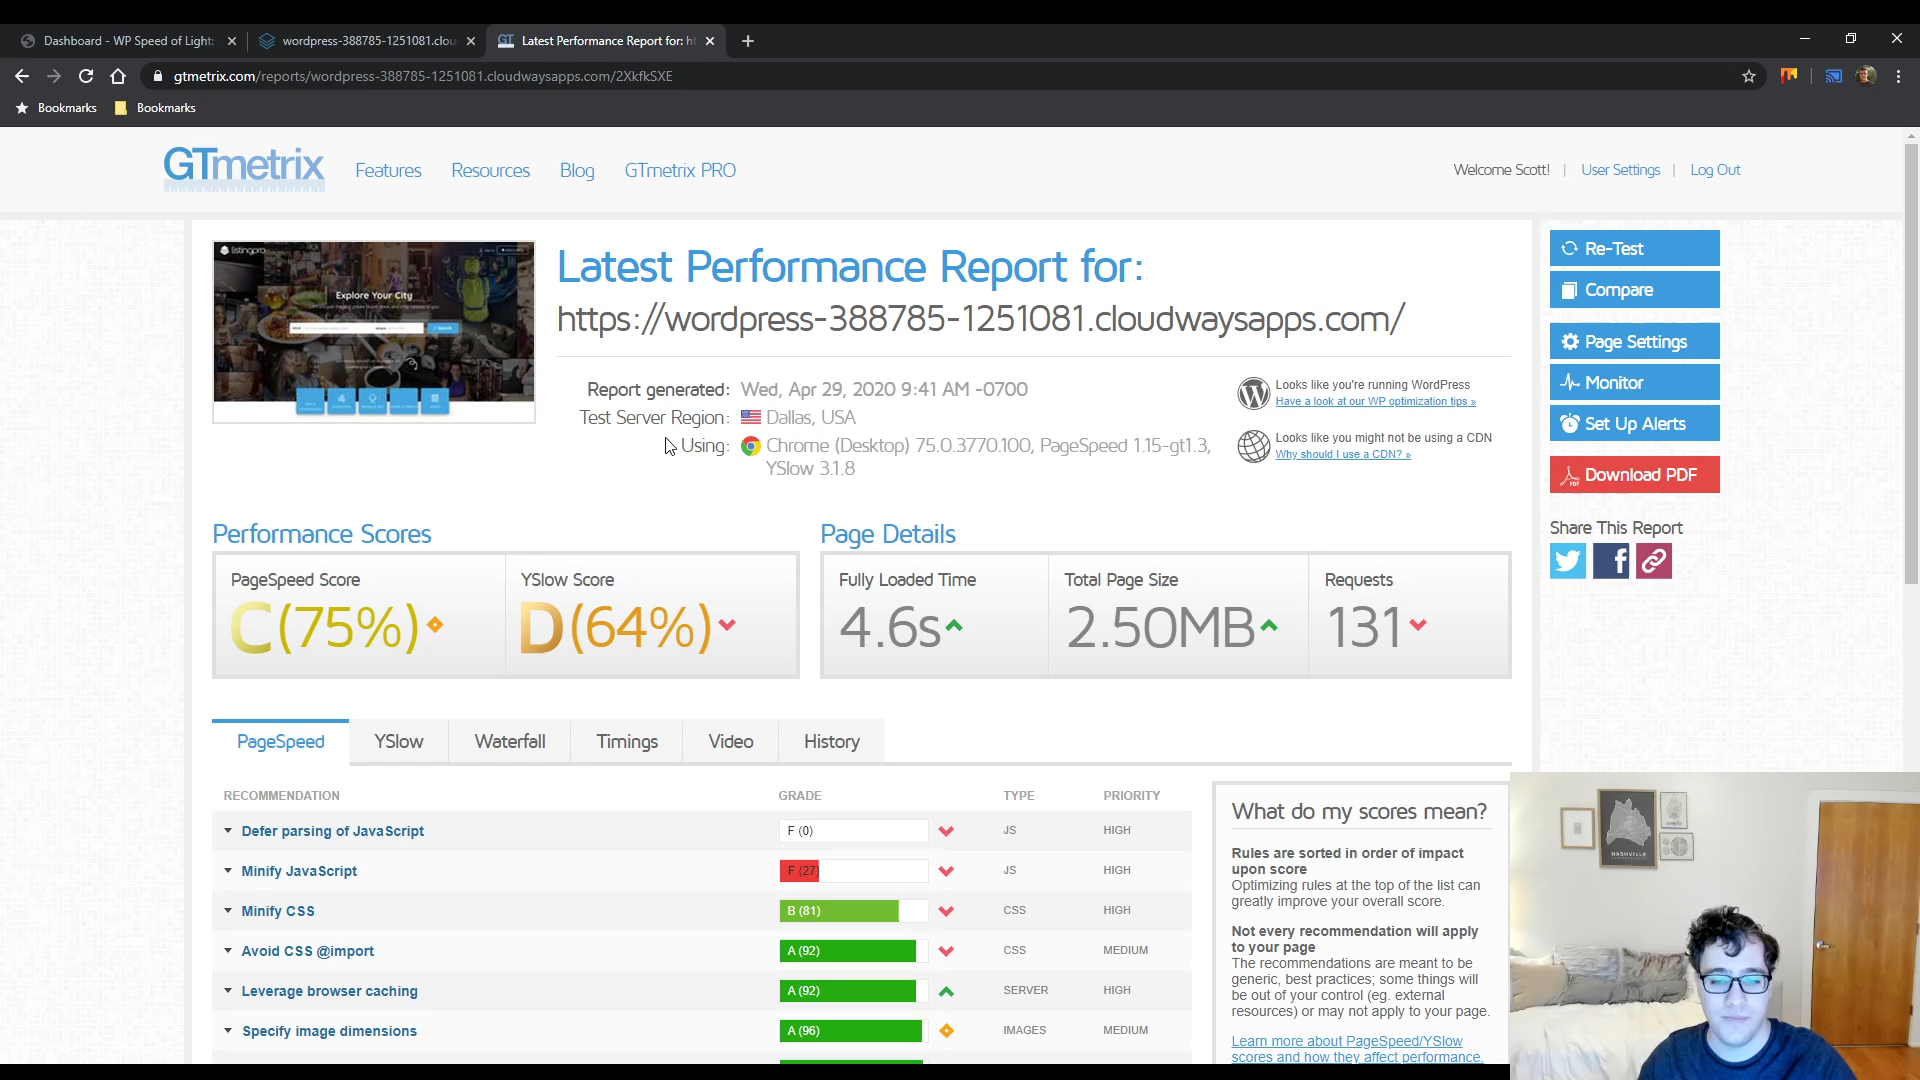 Dashboard - WP Speed of Light:
wordpress-388785-1251081.clou
GT Latest Performance Report for: ht
gtmetrix.com/reports/wordpress-388785-1251081.cloudwaysapps.com/2XkfkSXE
Bookmarks
Bookmarks
GTmetrix
Features
Resources
Blog
GTmetrix PRO
Welcome Scott! | User Settings | Log Out
listingpro
Explore Your City
Search
Latest Performance Report for:
https://wordpress-388785-1251081.cloudwaysapps.com/
Report generated: Wed, Apr 29, 2020 9:41 AM -0700
Test Server Region: Dallas, USA
Using: Chrome (Desktop) 75.0.3770.100, PageSpeed 1.15-gt1.3,
YSlow 3.1.8
Looks like you're running WordPress
Have a look at our WP optimization tips »
Looks like you might not be using a CDN
Why should I use a CDN? »
Re-Test
Compare
Page Settings
Monitor
Set Up Alerts
PDF Download PDF
Share This Report
Performance Scores
PageSpeed Score
C(75%)
YSlow Score
D(64%)
Page Details
Fully Loaded Time
4.6s
Total Page Size
2.50MB
Requests
131
PageSpeed
YSlow
Waterfall
Timings
Video
History
RECOMMENDATION GRADE TYPE PRIORITY
Defer parsing of JavaScript F (0) JS HIGH
Minify JavaScript F (27) JS HIGH
Minify CSS B (81) CSS HIGH
Avoid CSS @import A (92) CSS MEDIUM
Leverage browser caching A (92) SERVER HIGH
Specify image dimensions A (96) IMAGES MEDIUM
What do my scores mean?
Rules are sorted in order of impact
upon score
Optimizing rules at the top of the list can
greatly improve your overall score.
Not every recommendation will apply
to your page
The recommendations are meant to be
generic, best practices; some things will
be out of your control (eg. external
resources) or may not apply to your page.
Learn more about PageSpeed/YSlow
scores and how they affect performance.
NASHVILLE